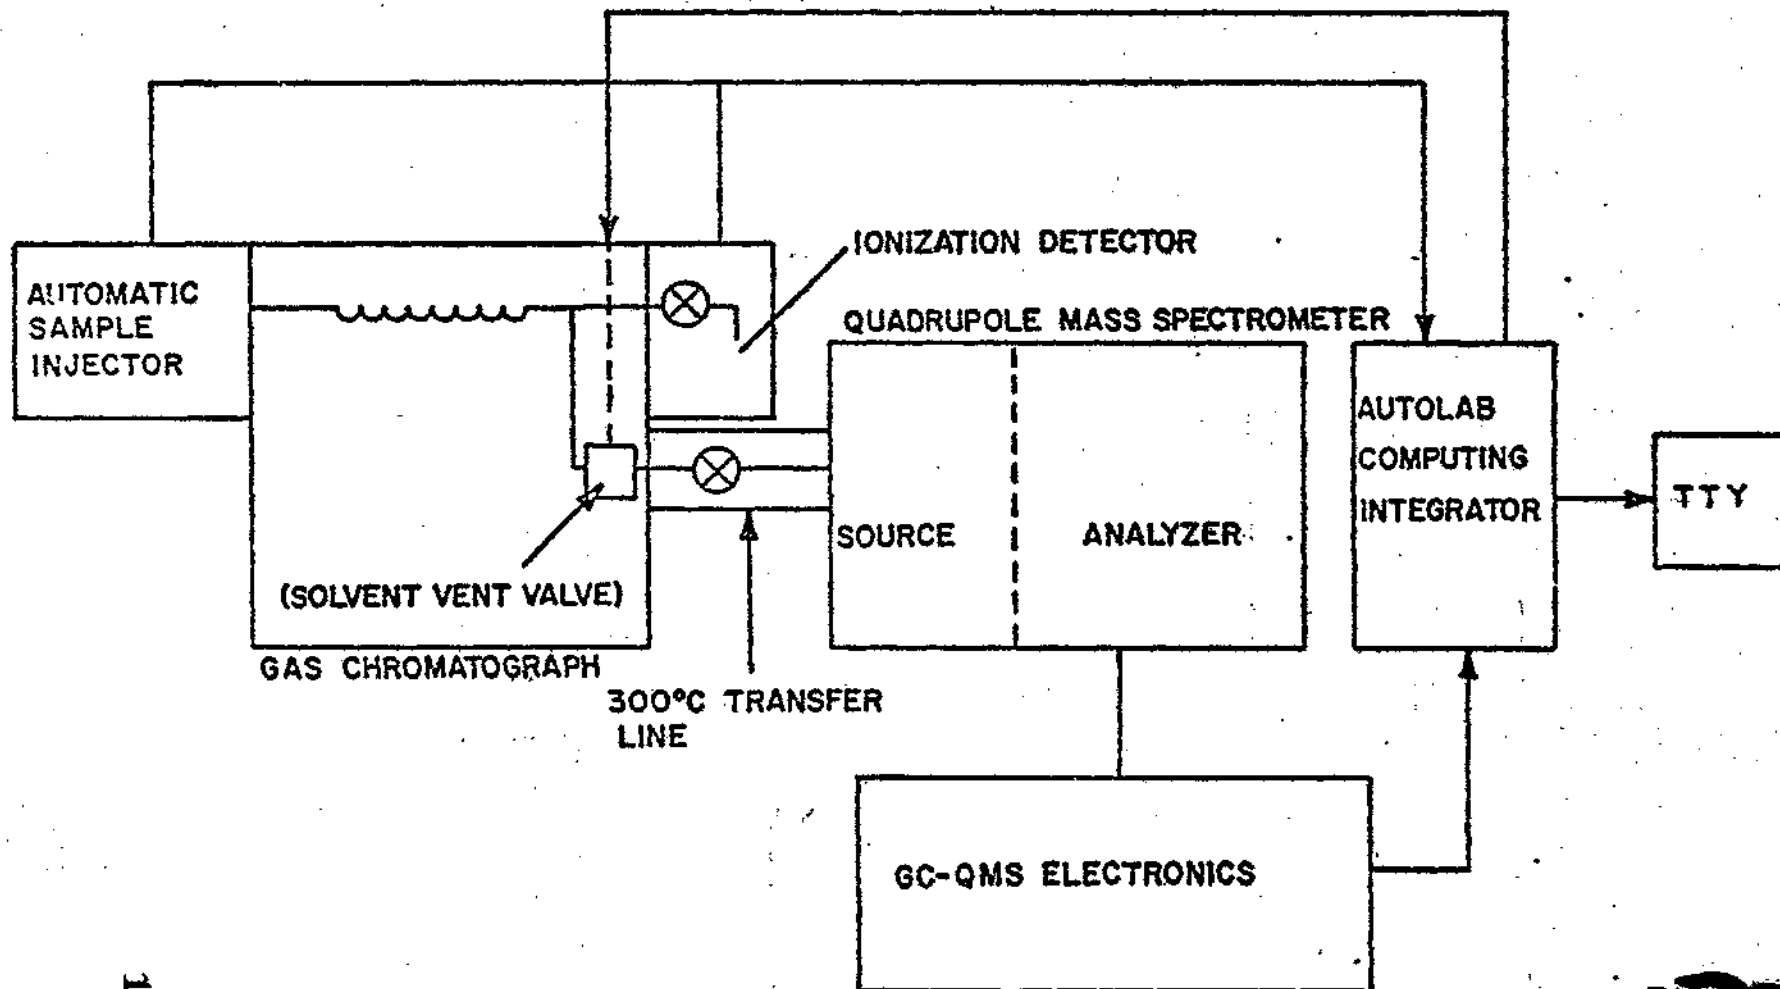 IONIZATION DETECTOR
AUTOMATIC
SAMPLE
INJECTOR
QUADRUPOLE MASS SPECTROMETER
AUTOLAB
COMPUTING
INTEGRATOR
TTY
SOURCE
ANALYZER
(SOLVENT VENT VALVE)
GAS CHROMATOGRAPH
300°C TRANSFER
LINE
GC-QMS ELECTRONICS
1